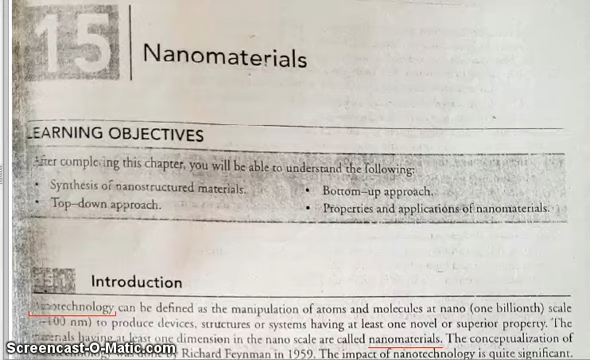 15
Nanomaterials
LEARNING OBJECTIVES
After completing this chapter, you will be able to understand the following:
• Synthesis of nanostructured materials.
• Top–down approach.
• Bottom–up approach.
• Properties and applications of nanomaterials.
Introduction
Nanotechnology can be defined as the manipulation of atoms and molecules at nano (one billionth) scale
100 nm) to produce devices, structures or systems having at least one novel or superior property. The
materials having at least one dimension in the nano scale are called nanomaterials. The conceptualization of
Richard Feynman in 1959. The impact of nanotechnology is quite significant.
Screencast-O-Matic.com